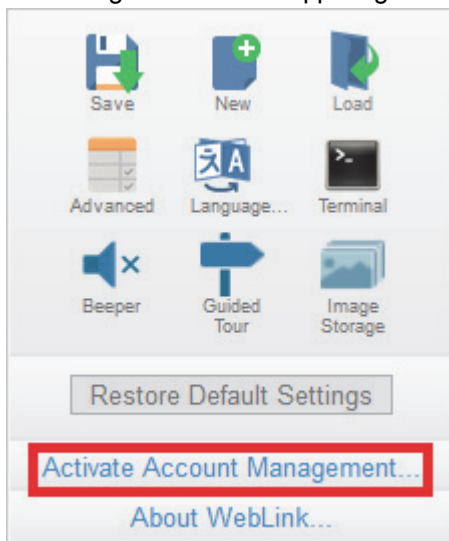 Save New Load
A >_
Advanced Language... Terminal
Beeper Guided Tour Image Storage
Restore Default Settings
Activate Account Management...
About WebLink...